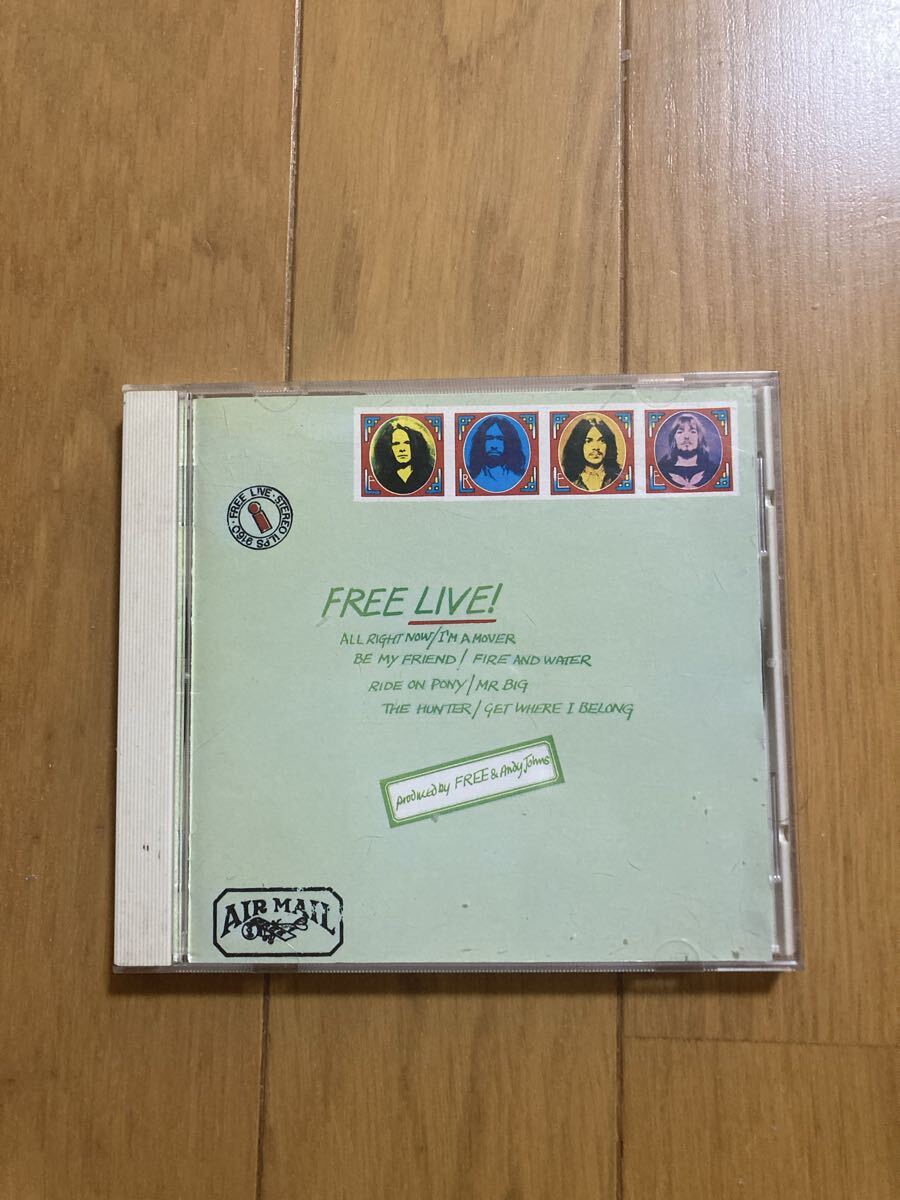 F R E E
FREE LIVE · STEREO ILPS 9160 ·
i
FREE LIVE!
ALL RIGHT NOW/I'M A MOVER
BE MY FRIEND/ FIRE AND WATER
RIDE ON PONY/MR BIG
THE HUNTER/GET WHERE I BELONG
produced by FREE & Andy Johns
AIR MAIL